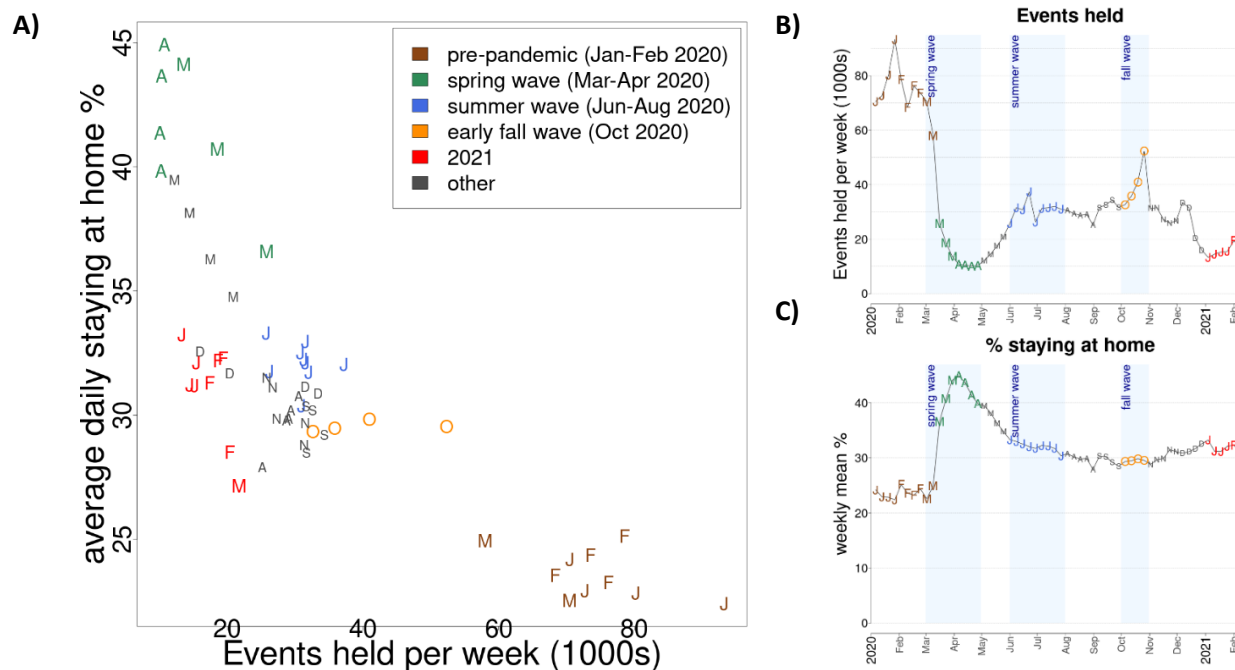 A)
average daily staying at home %
45
40
35
30
25
20
40
60
80
Events held per week (1000s)
pre-pandemic (Jan-Feb 2020)
spring wave (Mar-Apr 2020)
summer wave (Jun-Aug 2020)
early fall wave (Oct 2020)
2021
other
B)
Events held
Events held per week (1000s)
80
60
40
20
0
spring wave
summer wave
fall wave
2020
Feb
Mar
Apr
May
Jun
Jul
Aug
Sep
Oct
Nov
Dec
2021
Feb
C)
% staying at home
weekly mean %
40
30
20
10
0
spring wave
summer wave
fall wave
2020
Feb
Mar
Apr
May
Jun
Jul
Aug
Sep
Oct
Nov
Dec
2021
Feb